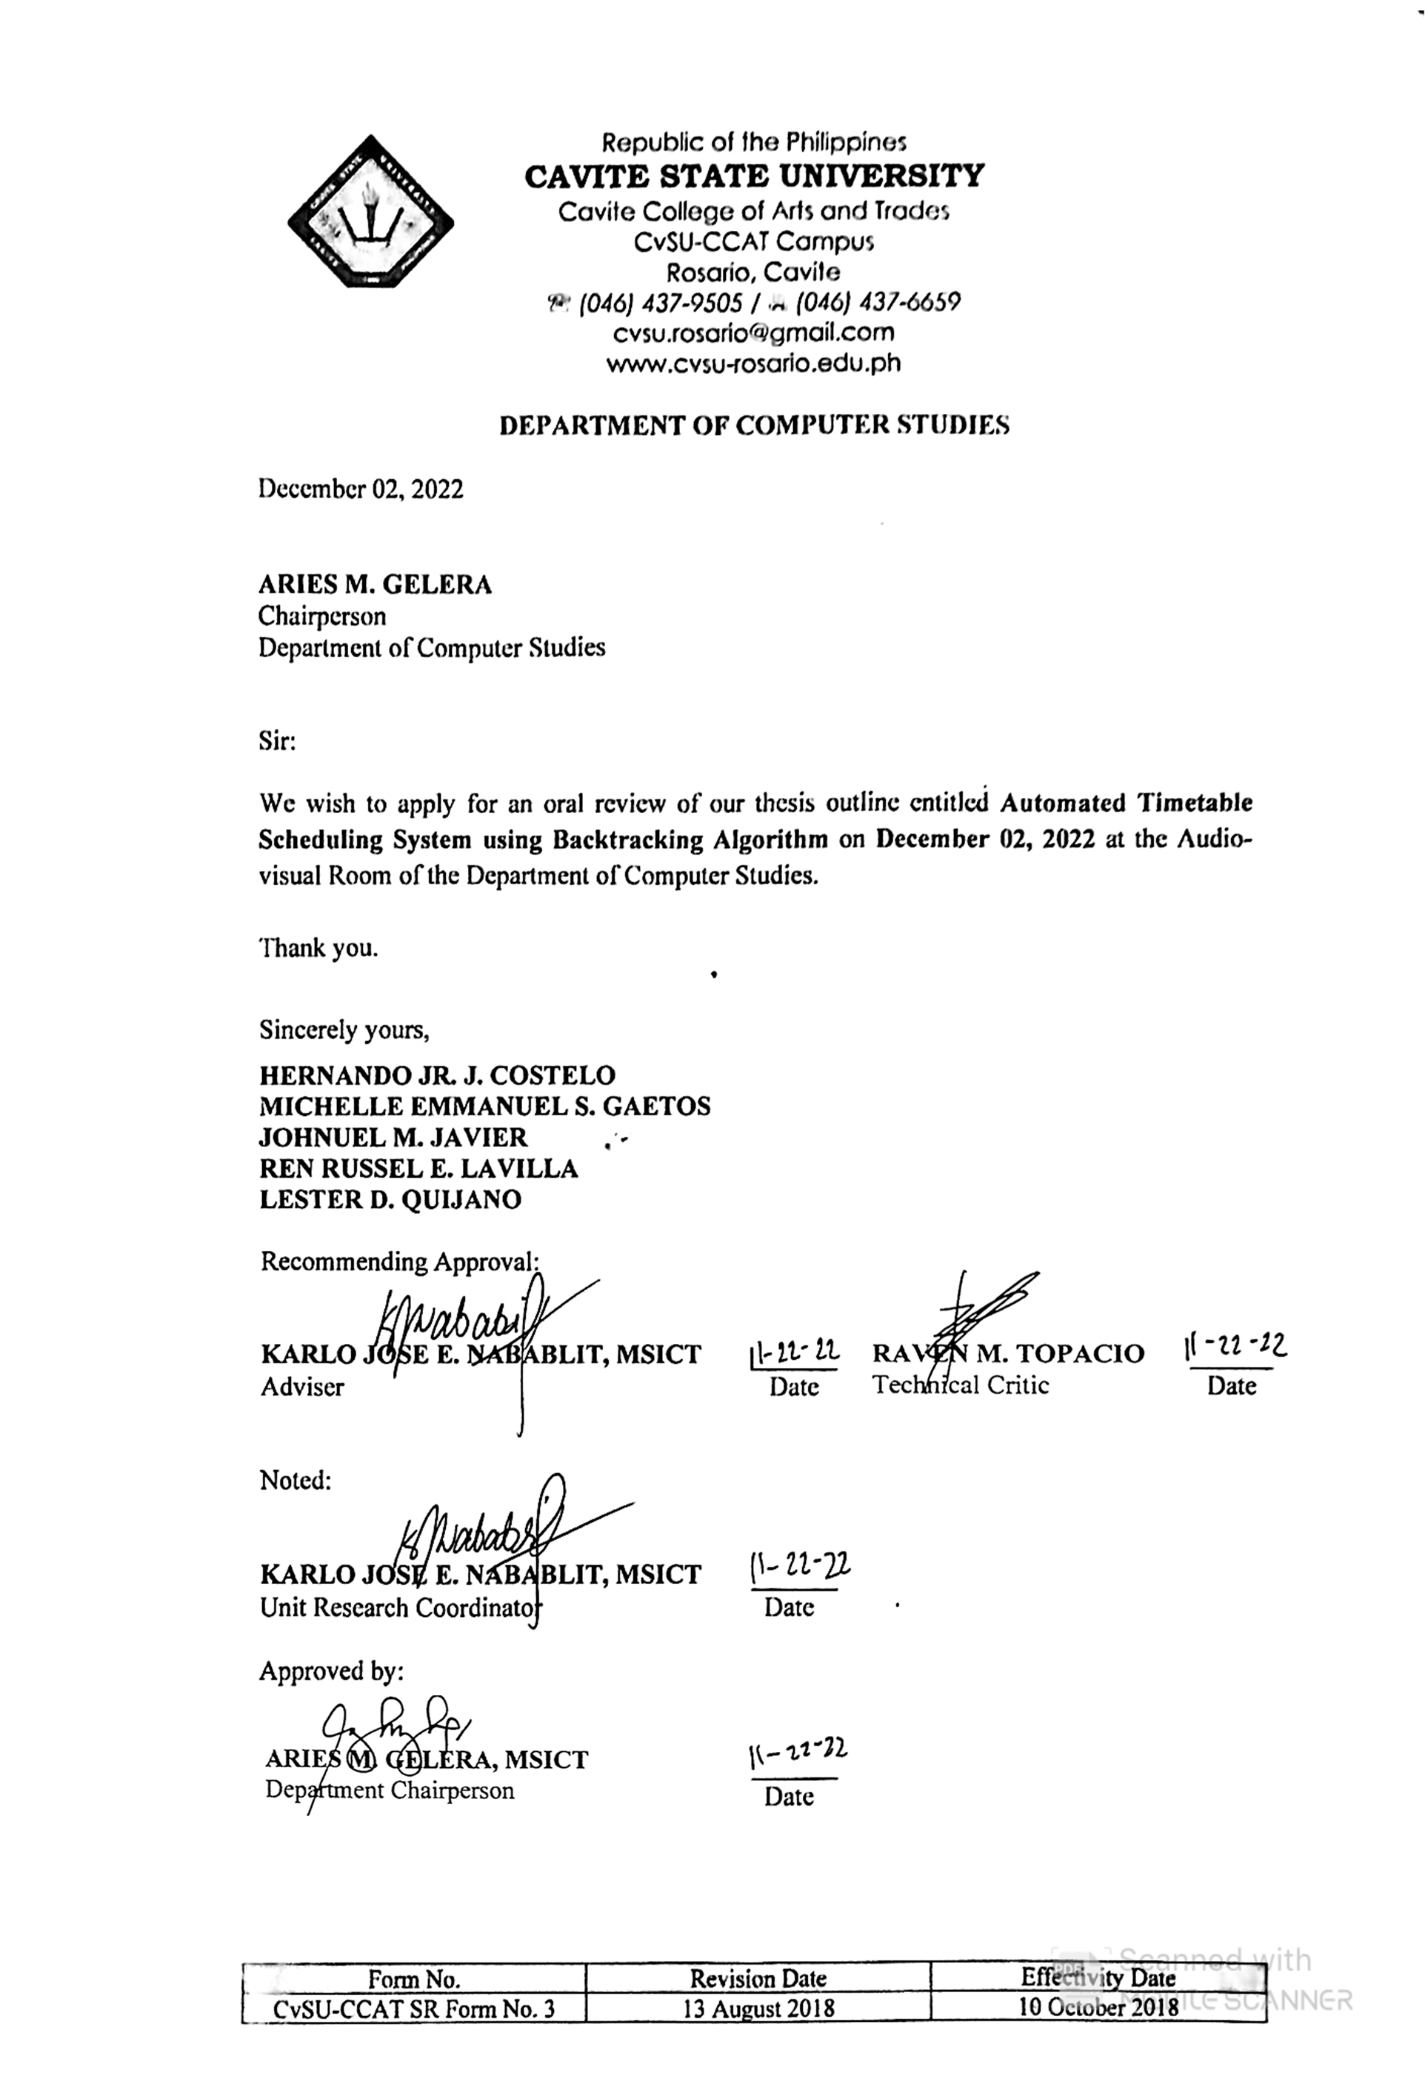 Republic of the Philippines
CAVITE STATE UNIVERSITY
Cavite College of Arts and Trades
CvSU-CCAT Campus
Rosario, Cavite
☎ (046) 437-9505 / (046) 437-6659
cvsu.rosario@gmail.com
www.cvsu-rosario.edu.ph
DEPARTMENT OF COMPUTER STUDIES
December 02, 2022
ARIES M. GELERA
Chairperson
Department of Computer Studies
Sir:
We wish to apply for an oral review of our thesis outline entitled Automated Timetable
Scheduling System using Backtracking Algorithm on December 02, 2022 at the Audio-
visual Room of the Department of Computer Studies.
Thank you.
Sincerely yours,
HERNANDO JR. J. COSTELO
MICHELLE EMMANUEL S. GAETOS
JOHNUEL M. JAVIER
REN RUSSEL E. LAVILLA
LESTER D. QUIJANO
Recommending Approval:
KARLO JOSE E. NABABLIT, MSICT 11-22-22 RAVEN M. TOPACIO 11-22-22
Adviser Date Technical Critic Date
Noted:
KARLO JOSE E. NABABLIT, MSICT 11-22-22
Unit Research Coordinator Date
Approved by:
ARIES M. GELERA, MSICT 11-22-22
Department Chairperson Date
Scanned with
MOBILE SCANNER
Form No. Revision Date Effectivity Date
CvSU-CCAT SR Form No. 3 13 August 2018 10 October 2018